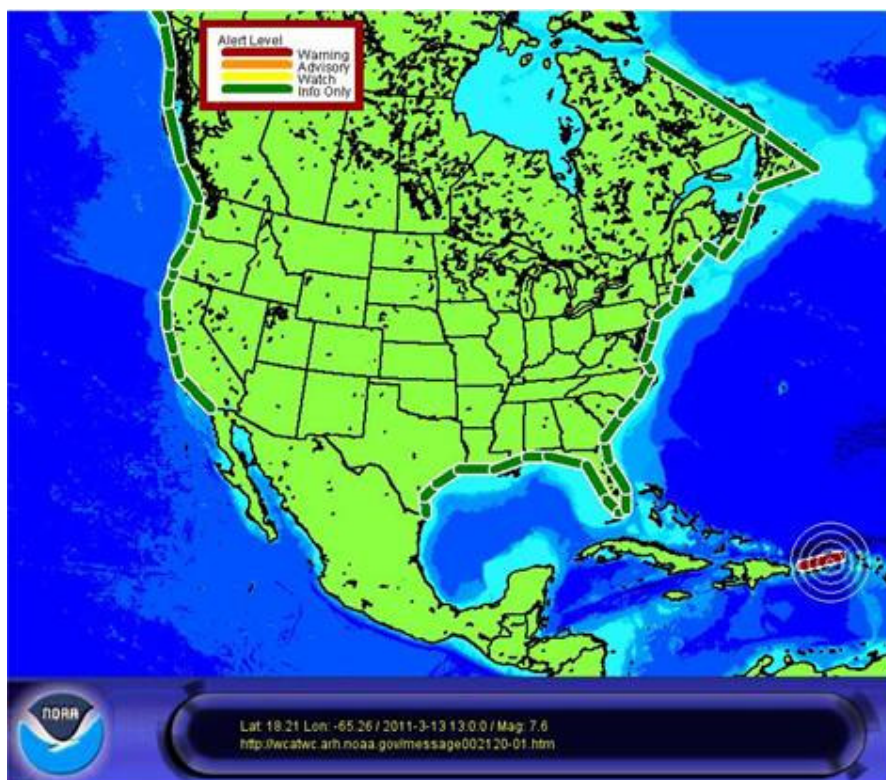 Alert Level
Warning
Advisory
Watch
Info Only
NOAA
Lat: 18.21 Lon: -65.26 / 2011-3-13 13:0:0 / Mag: 7.6
http://wcatwc.arh.noaa.gov/message002120-01.htm